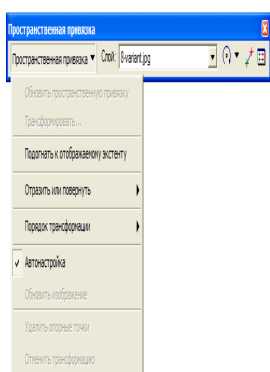 Пространственная привязка
Пространственная привязка Слой: 8-variant.jpg
Обновить пространственную привязку
Трансформировать...
Подогнать к отображаемому экстенту
Отразить или повернуть
Порядок трансформации
Автонастройка
Обновить изображение
Удалить опорные точки
Отменить трансформацию